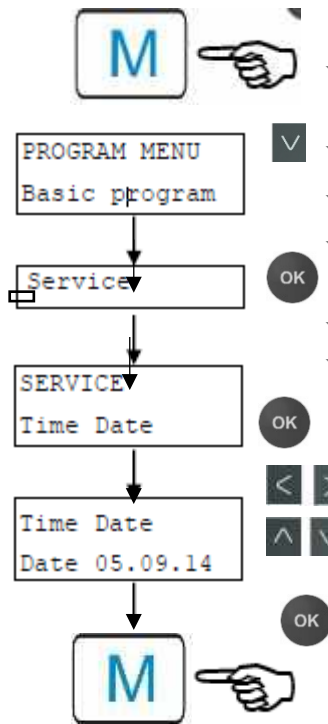 M
PROGRAM MENU
Basic program
Service
OK
SERVICE
Time Date
OK
Time Date
Date 05.09.14
OK
M